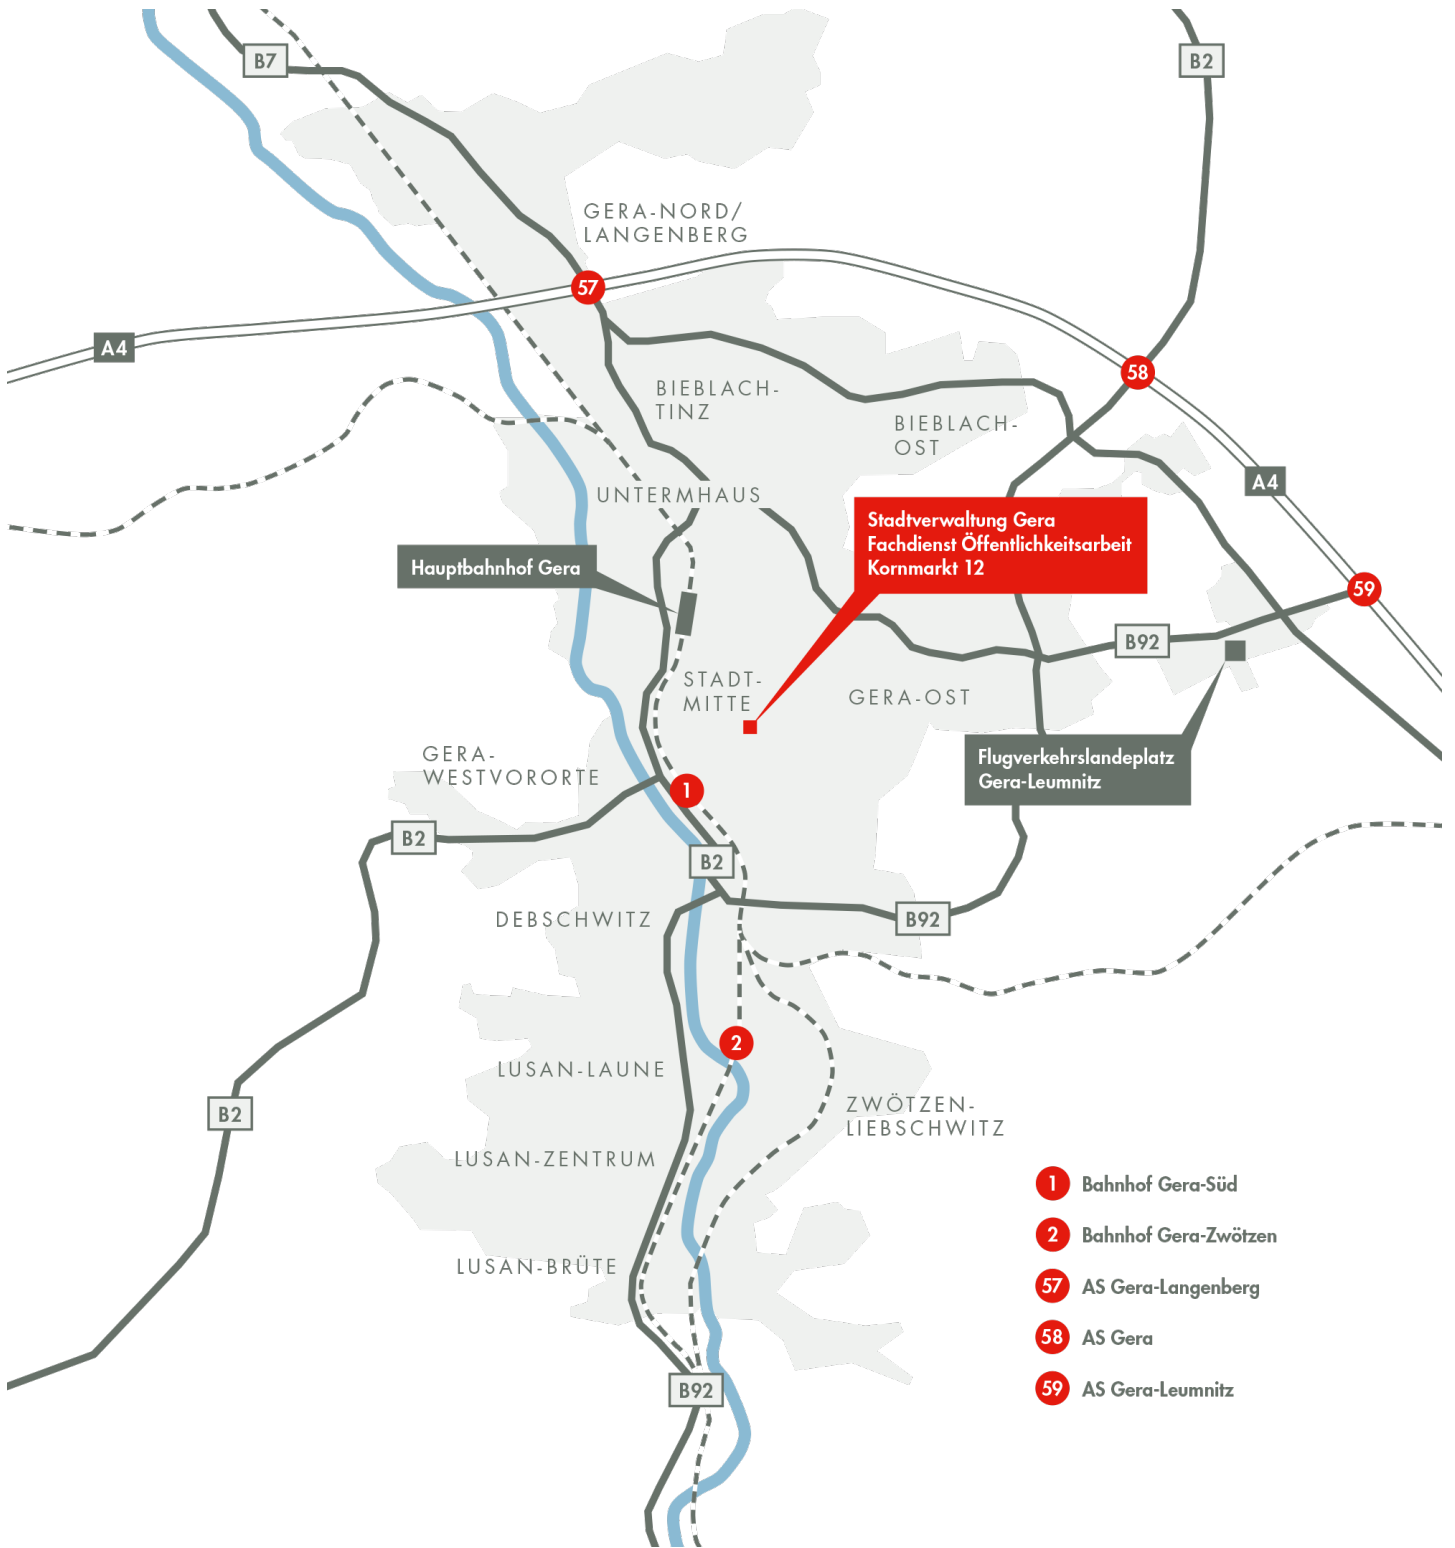 B7
B2
GERA-NORD/
LANGENBERG
57
A4
58
BIEBLACH-
TINZ
BIEBLACH-
OST
A4
UNTERMHAUS
Stadtverwaltung Gera
Fachdienst Öffentlichkeitsarbeit
Kornmarkt 12
Hauptbahnhof Gera
59
B92
STADT-
MITTE
GERA-OST
GERA-
WESTVORORTE
Flugverkehrslandeplatz
Gera-Leumnitz
1
B2
B2
DEBSCHWITZ
B92
2
LUSAN-LAUNE
B2
ZWÖTZEN-
LIEBSCHWITZ
LUSAN-ZENTRUM
LUSAN-BRÜTE
B92
1 Bahnhof Gera-Süd
2 Bahnhof Gera-Zwötzen
57 AS Gera-Langenberg
58 AS Gera
59 AS Gera-Leumnitz